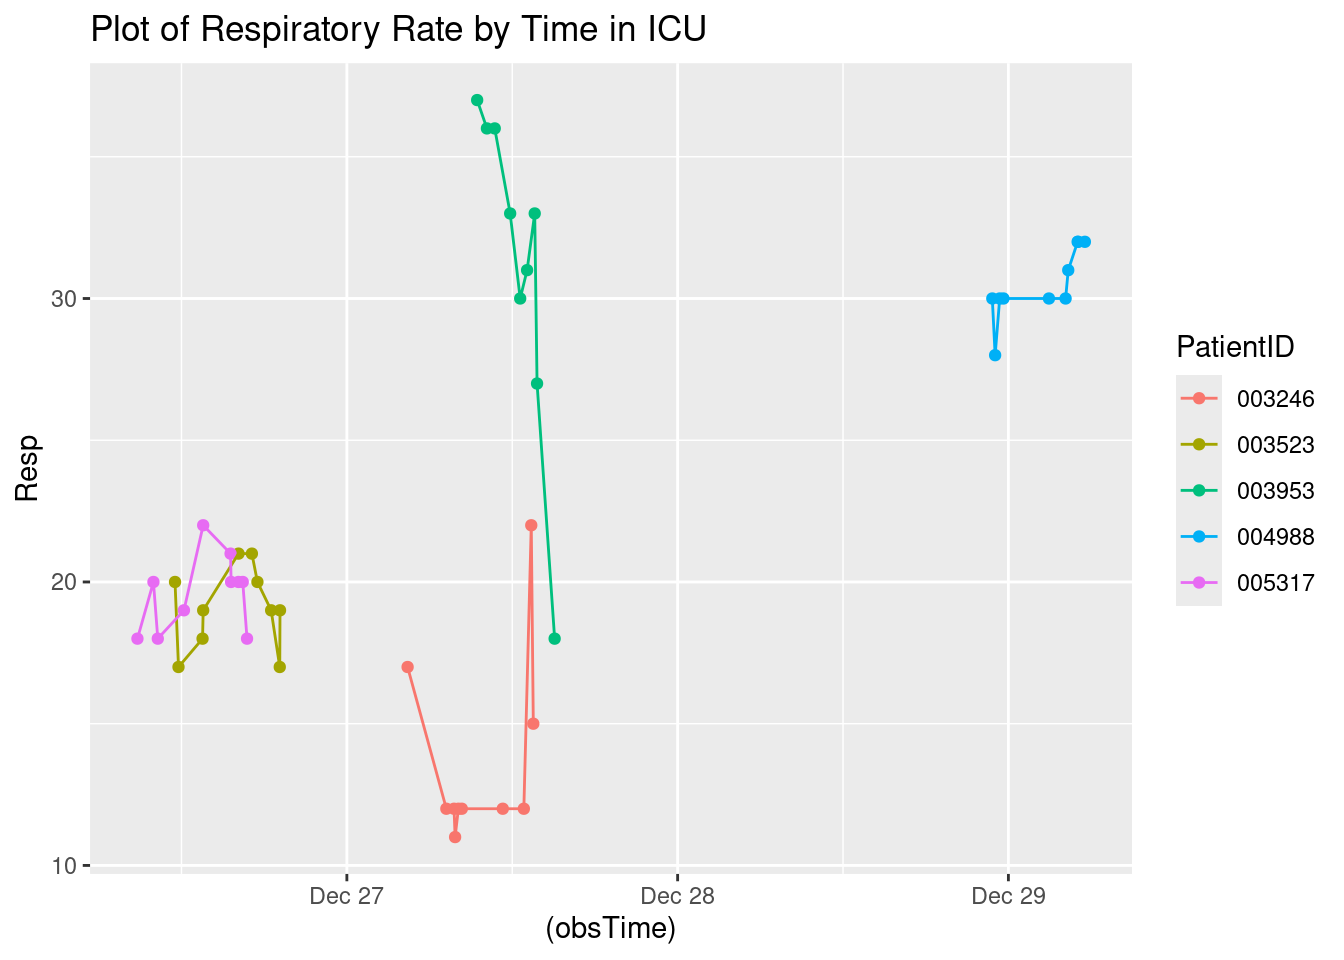 Plot of Respiratory Rate by Time in ICU
Resp
30
20
10
Dec 27
Dec 28
Dec 29
(obsTime)
PatientID
003246
003523
003953
004988
005317